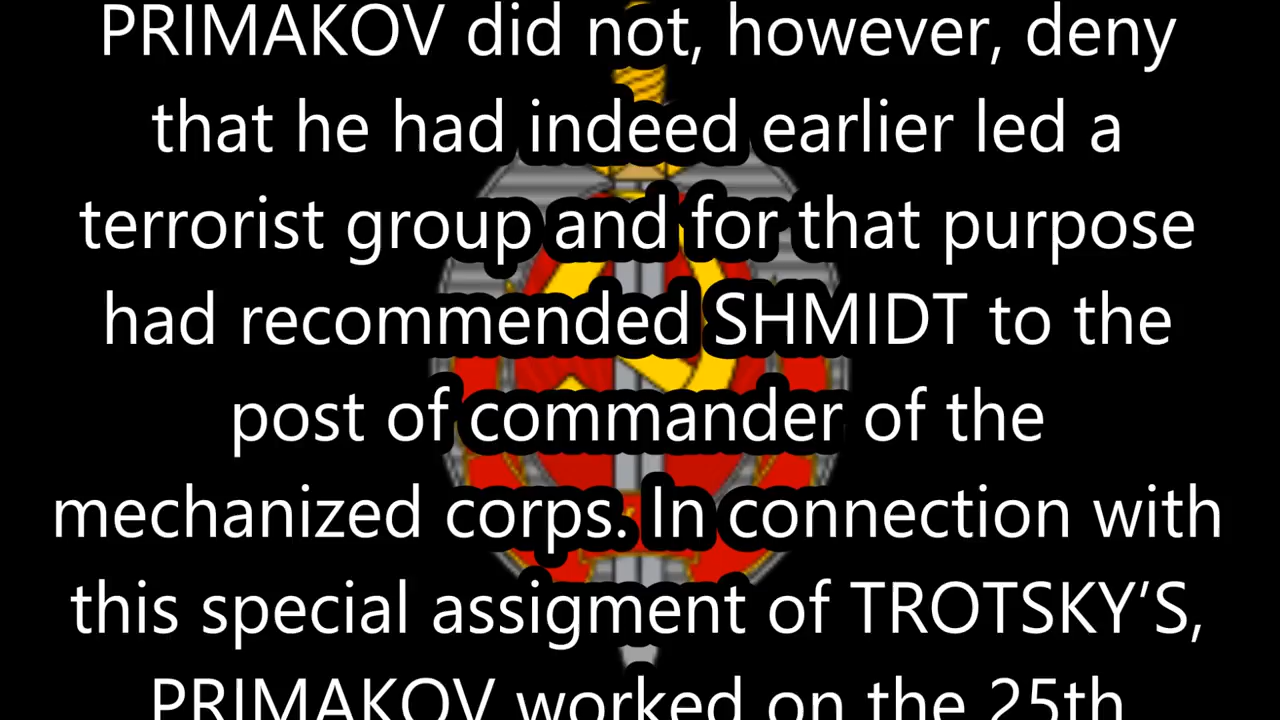 PRIMAKOV did not, however, deny
that he had indeed earlier led a
terrorist group and for that purpose
had recommended SHMIDT to the
post of commander of the
mechanized corps. In connection with
this special assigment of TROTSKY’S,
PRIMAKOV worked on the 25th